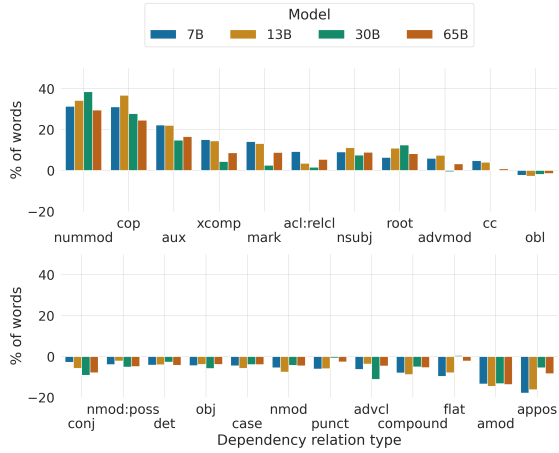 Model
7B 13B 30B 65B
% of words
40
20
0
−20
cop xcomp acl:relcl root cc
nummod aux mark nsubj advmod obl
% of words
40
20
0
−20
nmod:poss obj nmod advcl flat appos
conj det case punct compound amod
Dependency relation type